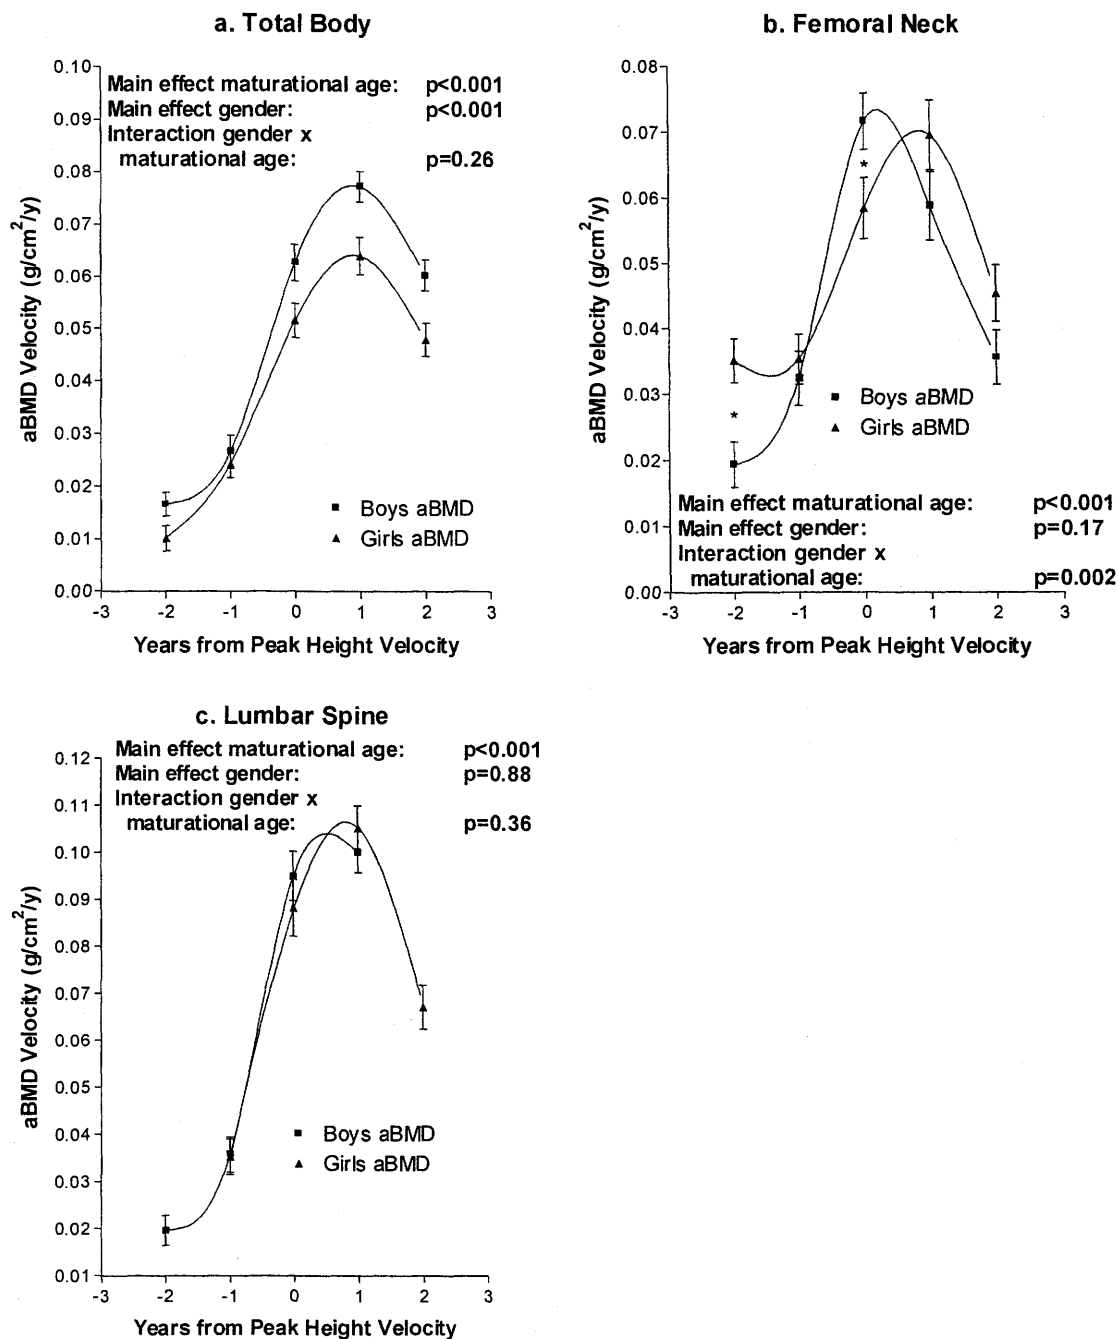 a. Total Body
aBMD Velocity (g/cm²/y)
0.10
0.09
0.08
0.07
0.06
0.05
0.04
0.03
0.02
0.01
0.00
Main effect maturational age: p<0.001
Main effect gender: p<0.001
Interaction gender x
maturational age: p=0.26
Boys aBMD
Girls aBMD
-3 -2 -1 0 1 2 3
Years from Peak Height Velocity
b. Femoral Neck
aBMD Velocity (g/cm²/y)
0.08
0.07
0.06
0.05
0.04
0.03
0.02
0.01
0.00
*
*
Boys aBMD
Girls aBMD
Main effect maturational age: p<0.001
Main effect gender: p=0.17
Interaction gender x
maturational age: p=0.002
-3 -2 -1 0 1 2 3
Years from Peak Height Velocity
c. Lumbar Spine
aBMD Velocity (g/cm²/y)
Main effect maturational age: p<0.001
Main effect gender: p=0.88
Interaction gender x
maturational age: p=0.36
0.12
0.11
0.10
0.09
0.08
0.07
0.06
0.05
0.04
0.03
0.02
0.01
Boys aBMD
Girls aBMD
-3 -2 -1 0 1 2 3
Years from Peak Height Velocity